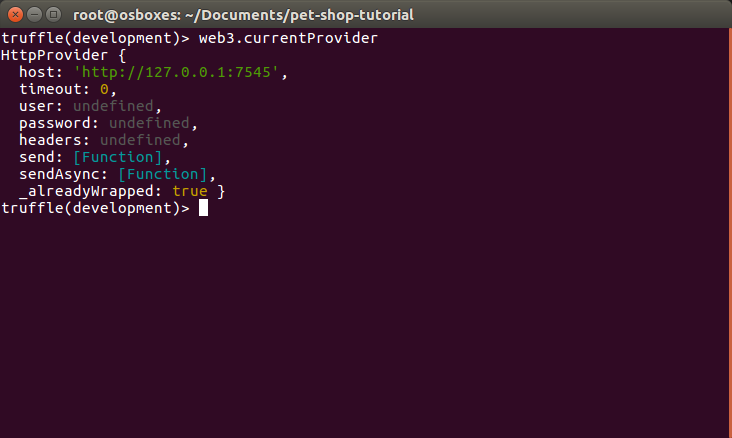 root@osboxes: ~/Documents/pet-shop-tutorial
truffle(development)> web3.currentProvider
HttpProvider {
  host: 'http://127.0.0.1:7545',
  timeout: 0,
  user: undefined,
  password: undefined,
  headers: undefined,
  send: [Function],
  sendAsync: [Function],
  _alreadyWrapped: true }
truffle(development)>